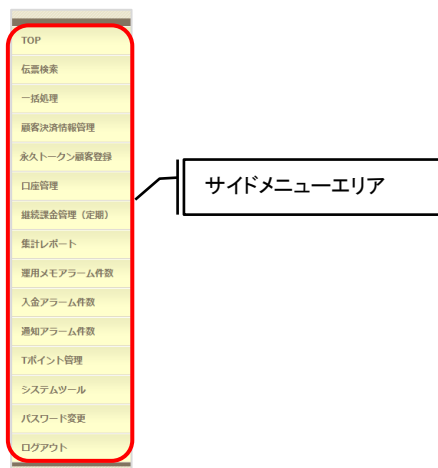 TOP
伝票検索
一括処理
顧客決済情報管理
永久トークン顧客登録
口座管理
継続課金管理（定期）
集計レポート
運用メモアラーム件数
入金アラーム件数
通知アラーム件数
Tポイント管理
システムツール
パスワード変更
ログアウト
サイドメニューエリア